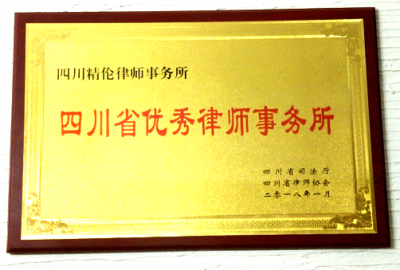 四川精伦律师事务所
四川省优秀律师事务所
四川省司法厅
四川省律师协会
二零一八年一月